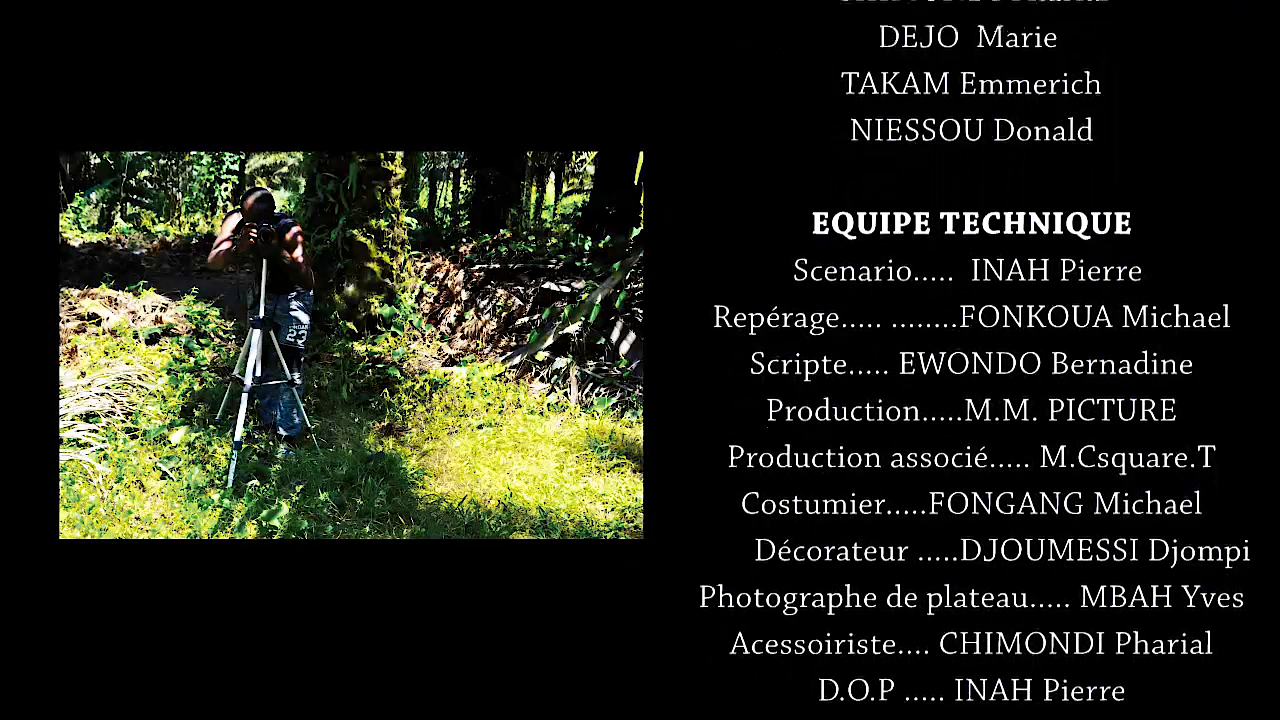 DEJO  Marie
TAKAM Emmerich
NIESSOU Donald
EQUIPE TECHNIQUE
Scenario.....  INAH Pierre
Repérage..... ........FONKOUA Michael
Scripte..... EWONDO Bernadine
Production.....M.M. PICTURE
Production associé..... M.Csquare.T
Costumier.....FONGANG Michael
Décorateur .....DJOUMESSI Djompi
Photographe de plateau..... MBAH Yves
Acessoiriste.... CHIMONDI Pharial
D.O.P ..... INAH Pierre
23